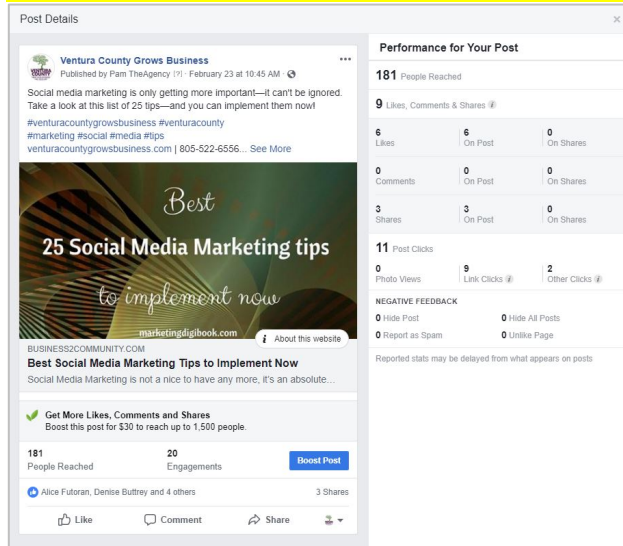 Post Details
Ventura County Grows Business
Published by Pam TheAgency [?] · February 23 at 10:45 AM ·
Social media marketing is only getting more important—it can't be ignored.
Take a look at this list of 25 tips—and you can implement them now!
#venturacountygrowsbusiness #venturacounty
#marketing #social #media #tips
venturacountygrowsbusiness.com | 805-522-6556... See More
Best
25 Social Media Marketing tips
to implement now
marketingdigibook.com
i About this website
BUSINESS2COMMUNITY.COM
Best Social Media Marketing Tips to Implement Now
Social Media Marketing is not a nice to have any more, it's an absolute...
Get More Likes, Comments and Shares
Boost this post for $30 to reach up to 1,500 people.
181 20
People Reached Engagements Boost Post
Alice Futoran, Denise Buttrey and 4 others 3 Shares
Like Comment Share
Performance for Your Post
181 People Reached
9 Likes, Comments & Shares i
6 6 0
Likes On Post On Shares
0 0 0
Comments On Post On Shares
3 3 0
Shares On Post On Shares
11 Post Clicks
0 9 2
Photo Views Link Clicks i Other Clicks i
NEGATIVE FEEDBACK
0 Hide Post 0 Hide All Posts
0 Report as Spam 0 Unlike Page
Reported stats may be delayed from what appears on posts